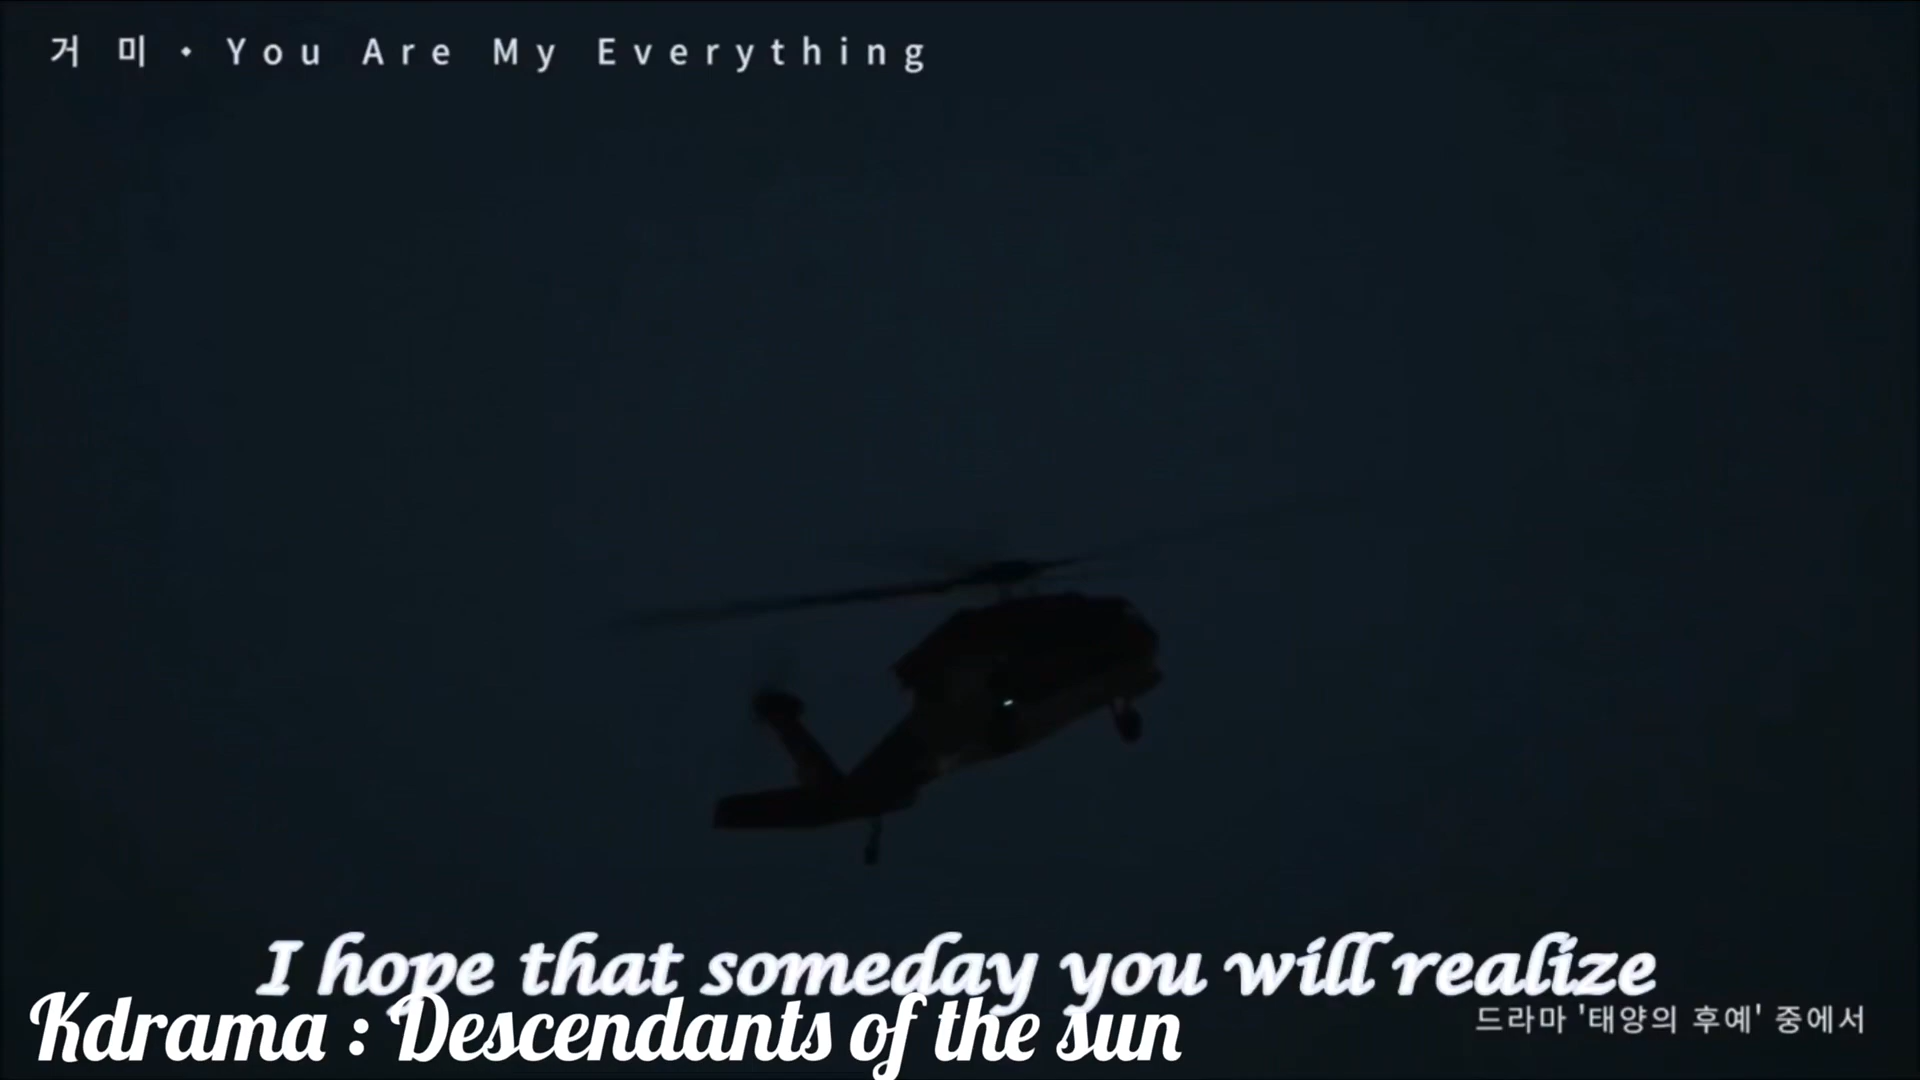 거미 • You Are My Everything
I hope that someday you will realize
Kdrama : Descendants of the sun
드라마 '태양의 후예' 중에서